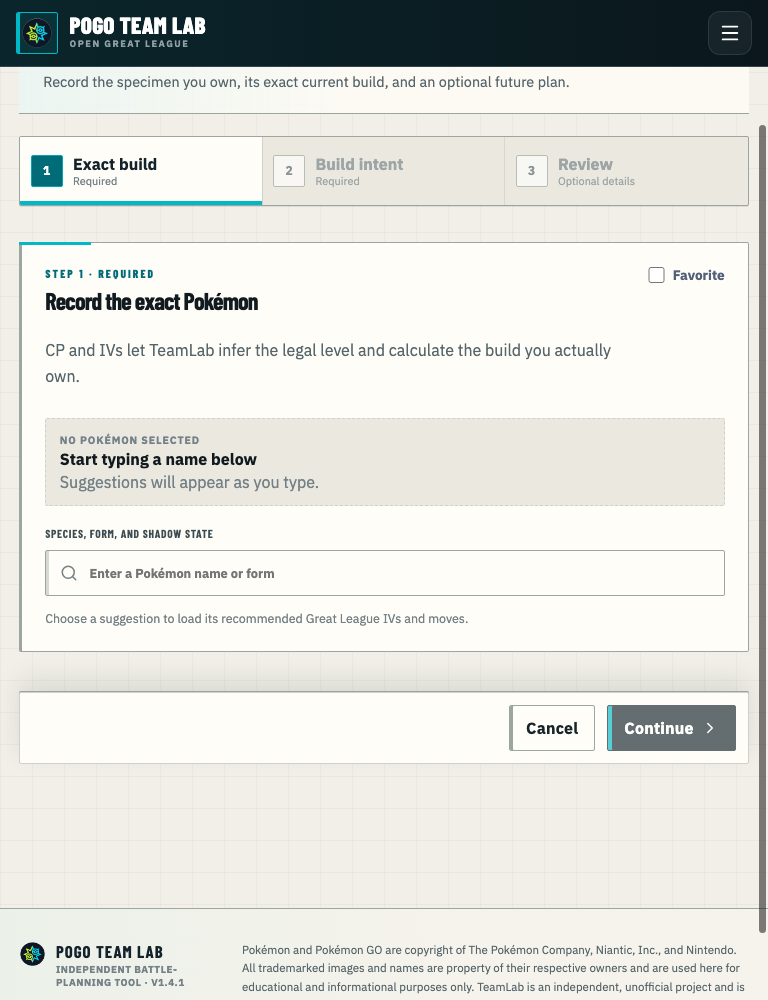 POGO TEAM LAB
OPEN GREAT LEAGUE
Record the specimen you own, its exact current build, and an optional future plan.
1
Exact build
Required
2
Build intent
Required
3
Review
Optional details
STEP 1 · REQUIRED
Favorite
Record the exact Pokémon
CP and IVs let TeamLab infer the legal level and calculate the build you actually
own.
NO POKÉMON SELECTED
Start typing a name below
Suggestions will appear as you type.
SPECIES, FORM, AND SHADOW STATE
Enter a Pokémon name or form
Choose a suggestion to load its recommended Great League IVs and moves.
Cancel
Continue
POGO TEAM LAB
INDEPENDENT BATTLE-
PLANNING TOOL · V1.4.1
Pokémon and Pokémon GO are copyright of The Pokémon Company, Niantic, Inc., and Nintendo.
All trademarked images and names are property of their respective owners and are used here for
educational and informational purposes only. TeamLab is an independent, unofficial project and is